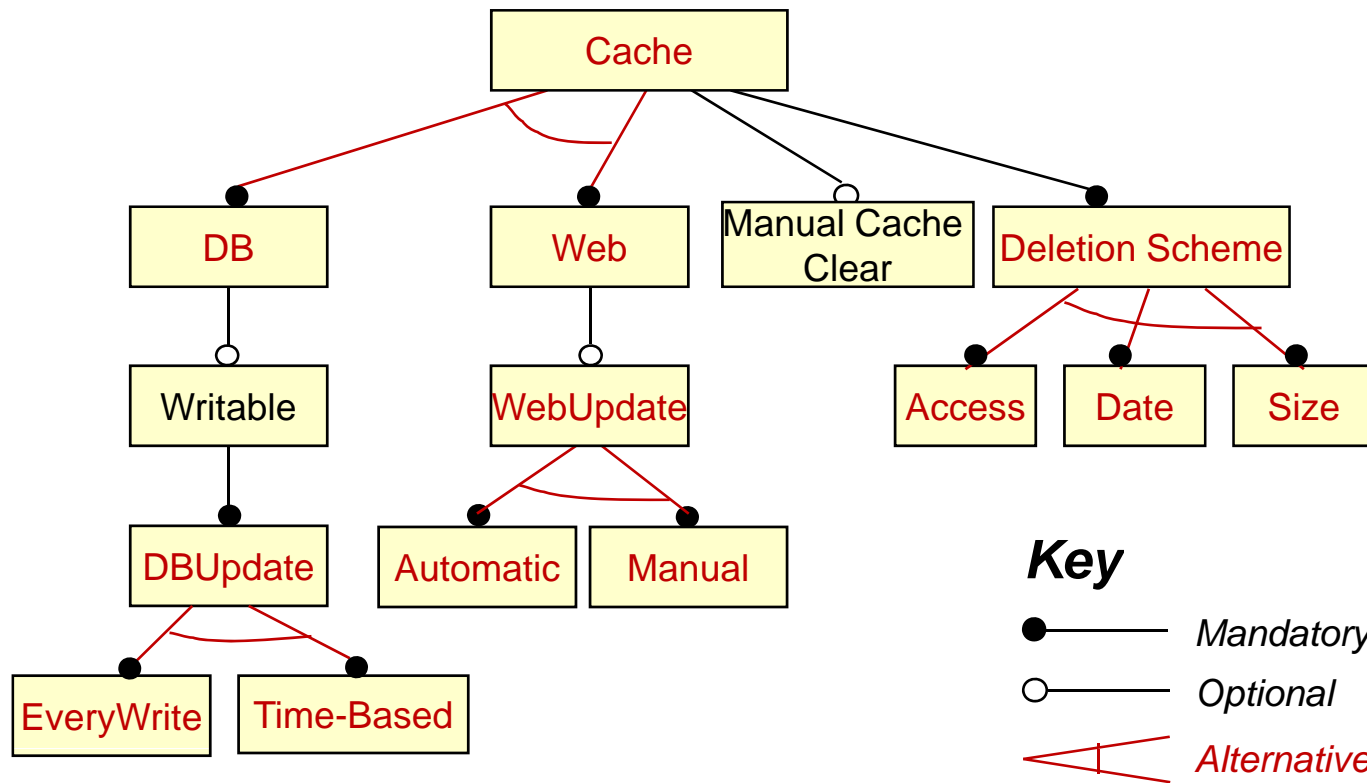 Cache
DB
Web
Manual Cache
Clear
Deletion Scheme
Writable
WebUpdate
Access
Date
Size
DBUpdate
Automatic
Manual
EveryWrite
Time-Based
Key
Mandatory
Optional
Alternative